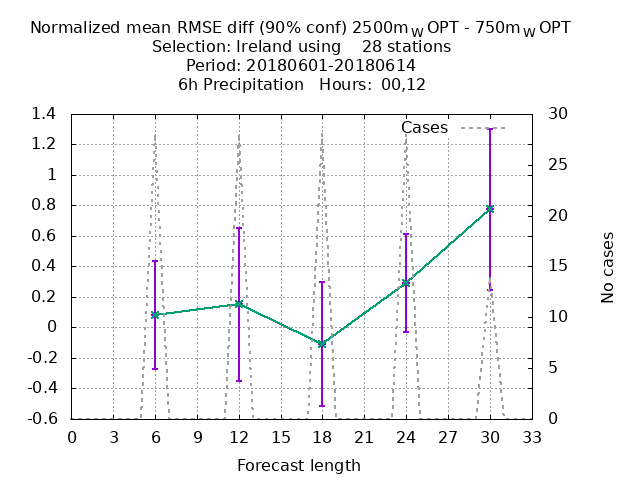 Normalized mean RMSE diff (90% conf) 2500m W OPT - 750m W OPT
Selection: Ireland using 28 stations
Period: 20180601-20180614
6h Precipitation Hours: 00,12
Cases
1.4
1.2
1
0.8
0.6
0.4
0.2
0
-0.2
-0.4
-0.6
30
25
20
15
10
5
0
No cases
0 3 6 9 12 15 18 21 24 27 30 33
Forecast length